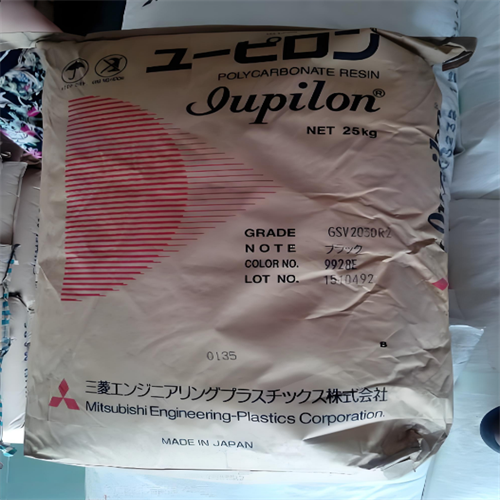 ユーピロン
POLYCARBONATE RESIN
Iupilon®
NET 25kg
GRADE GSV2030R2
NOTE ブラック
COLOR NO. 9928E
LOT NO. 1510492
0135
B
三菱エンジニアリングプラスチックス株式会社
Mitsubishi Engineering-Plastics Corporation
MADE IN JAPAN